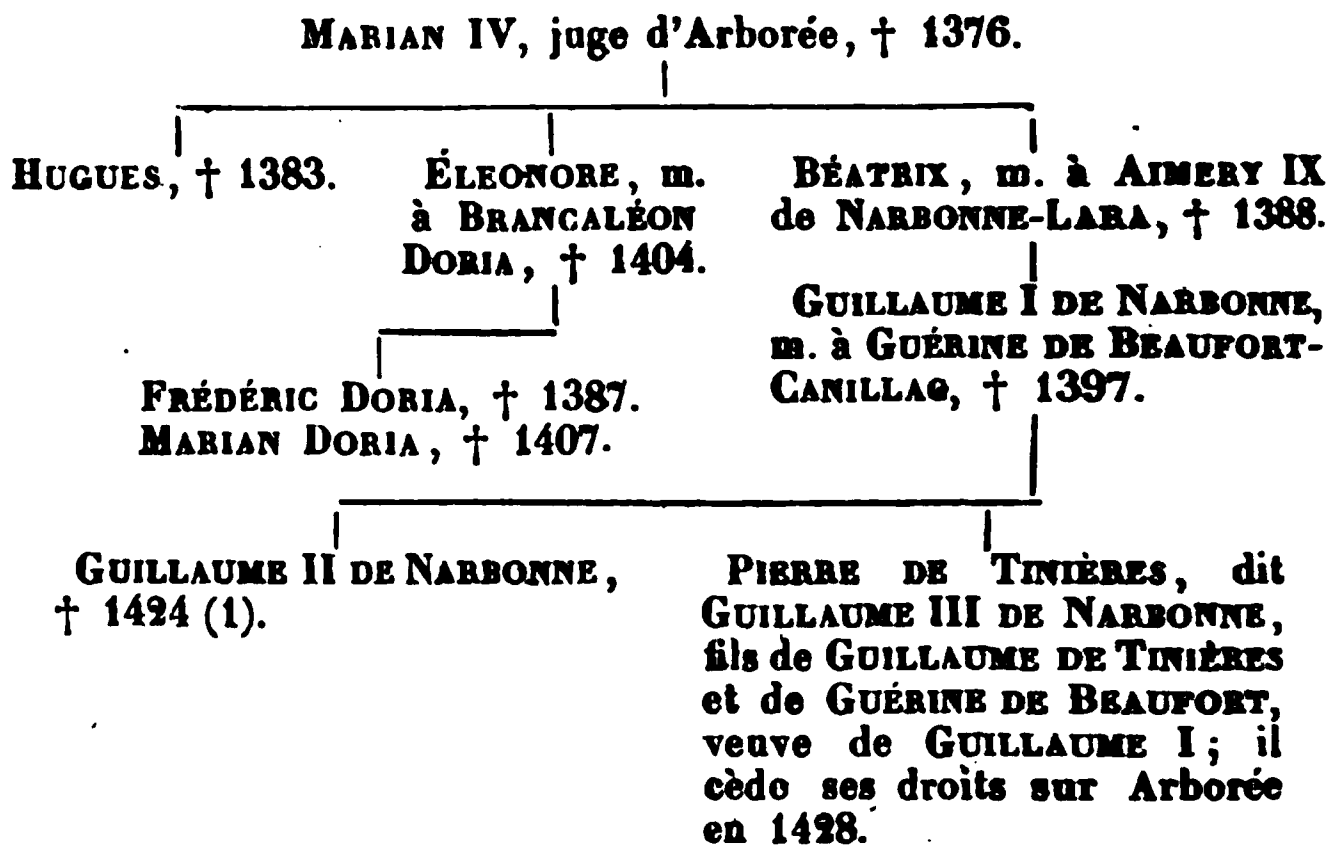 MARIAN IV, juge d'Arborée, † 1376.
HUGUES, † 1383.
ÉLEONORE, m.
à BRANCALÉON
DORIA, † 1404.
BÉATRIX, m. à AIMERY IX
de NARBONNE-LARA, † 1388.
GUILLAUME I DE NARBONNE,
m. à GUÉRINE DE BEAUFORT-
CANILLAC, † 1397.
FRÉDÉRIC DORIA, † 1387.
MARIAN DORIA, † 1407.
GUILLAUME II DE NARBONNE,
† 1424 (1).
PIERRE DE TINIÈRES, dit
GUILLAUME III DE NARBONNE,
fils de GUILLAUME DE TINIÈRES
et de GUÉRINE DE BEAUFORT,
veuve de GUILLAUME I; il
cède ses droits sur Arborée
en 1428.